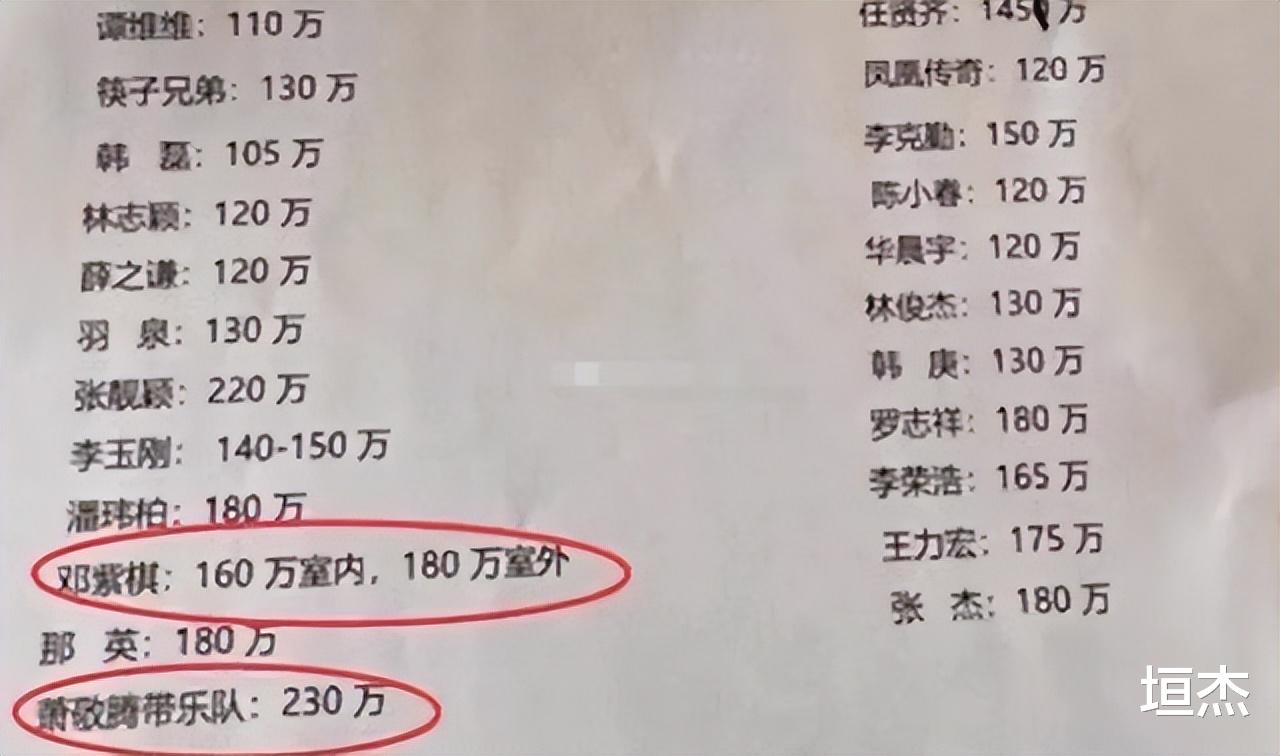 谭维维：110 万
筷子兄弟：130 万
韩 磊：105 万
林志颖：120 万
薛之谦：120 万
羽 泉：130 万
张靓颖：220 万
李玉刚： 140-150 万
温玮柏：180 万
邓紫棋：160 万室内，180 万室外
那 英：180 万
萧敬腾带乐队：230 万
任贤齐：145 万
凤凰传奇：120 万
李克勤：150 万
陈小春：120 万
华晨宇：120 万
林俊杰：130 万
韩 庚：130 万
罗志祥：180 万
李荣浩：165 万
王力宏：175 万
张 杰：180 万
垣杰